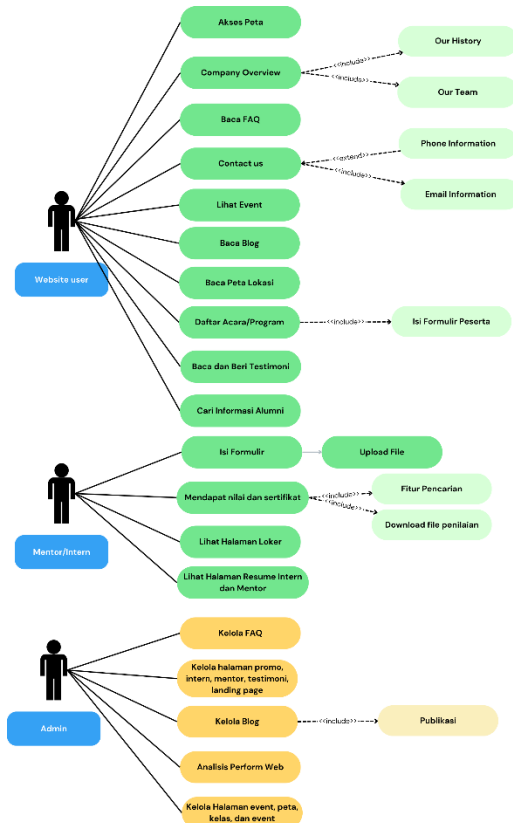 Akses Peta
Our History
<<include>>
Company Overview
<<include>>
Our Team
Baca FAQ
Phone Information
<<extend>>
Contact us
<<include>>
Email Information
Lihat Event
Baca Blog
Website user
Baca Peta Lokasi
Daftar Acara/Program
<<include>>
Isi Formulir Peserta
Baca dan Beri Testimoni
Cari Informasi Alumni
Isi Formulir
Upload File
Fitur Pencarian
<<include>>
Mendapat nilai dan sertifikat
<<include>>
Download file penilaian
Mentor/Intern
Lihat Halaman Loker
Lihat Halaman Resume Intern
dan Mentor
Kelola FAQ
Kelola halaman promo,
intern, mentor, testimoni,
landing page
Admin
Kelola Blog
<<include>>
Publikasi
Analisis Perform Web
Kelola Halaman event, peta,
kelas, dan event